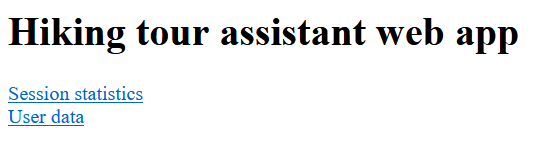 Hiking tour assistant web app
Session statistics
User data